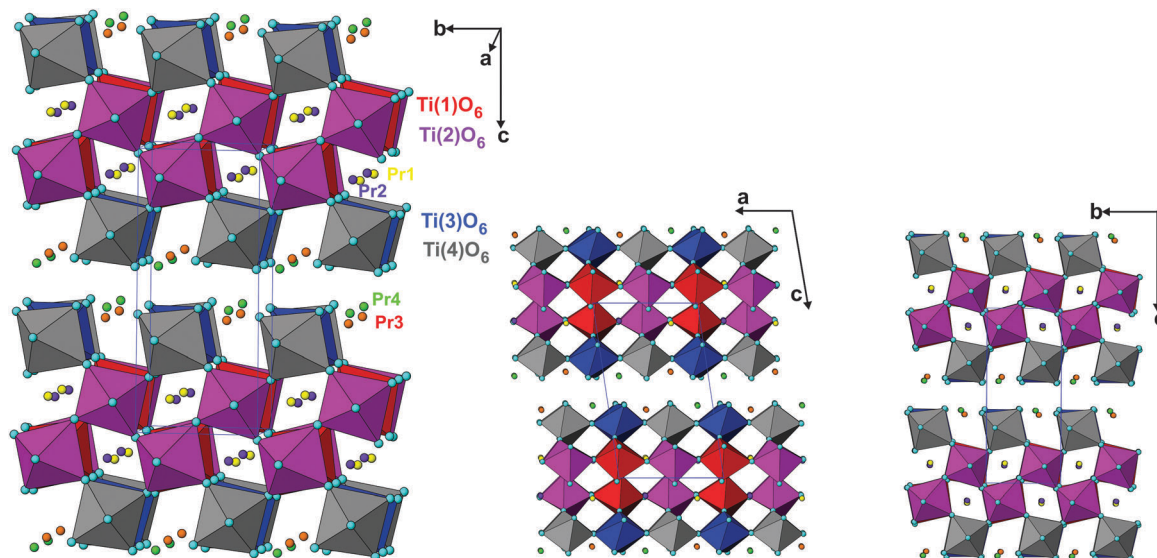 b
a
c
Ti(1)O₆
Ti(2)O₆
Pr1
Pr2
Ti(3)O₆
Ti(4)O₆
Pr4
Pr3
a
c
b